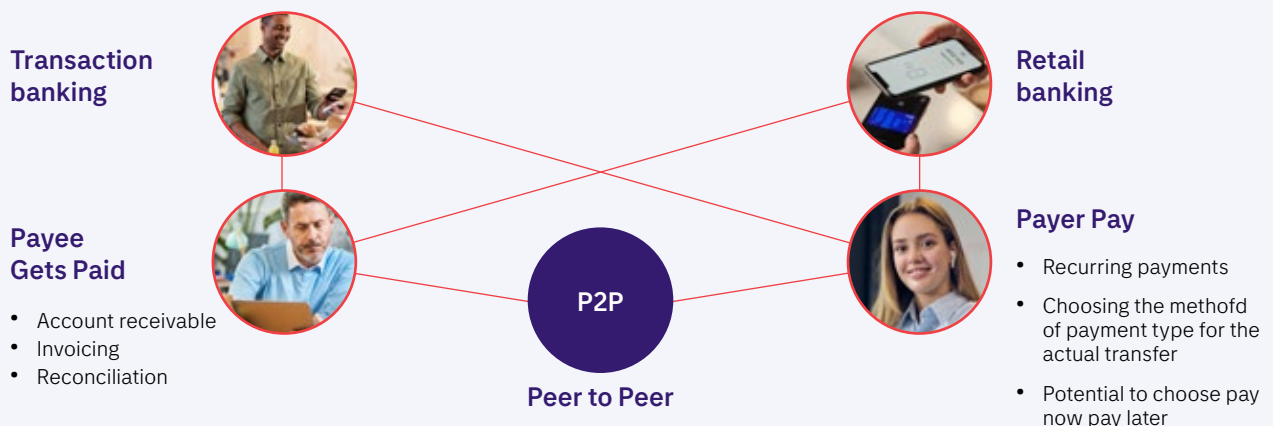 Transaction
banking
Retail
banking
Payee
Gets Paid
• Account receivable
• Invoicing
• Reconciliation
P2P
Peer to Peer
Payer Pay
• Recurring payments
• Choosing the methofd
of payment type for the
actual transfer
• Potential to choose pay
now pay later